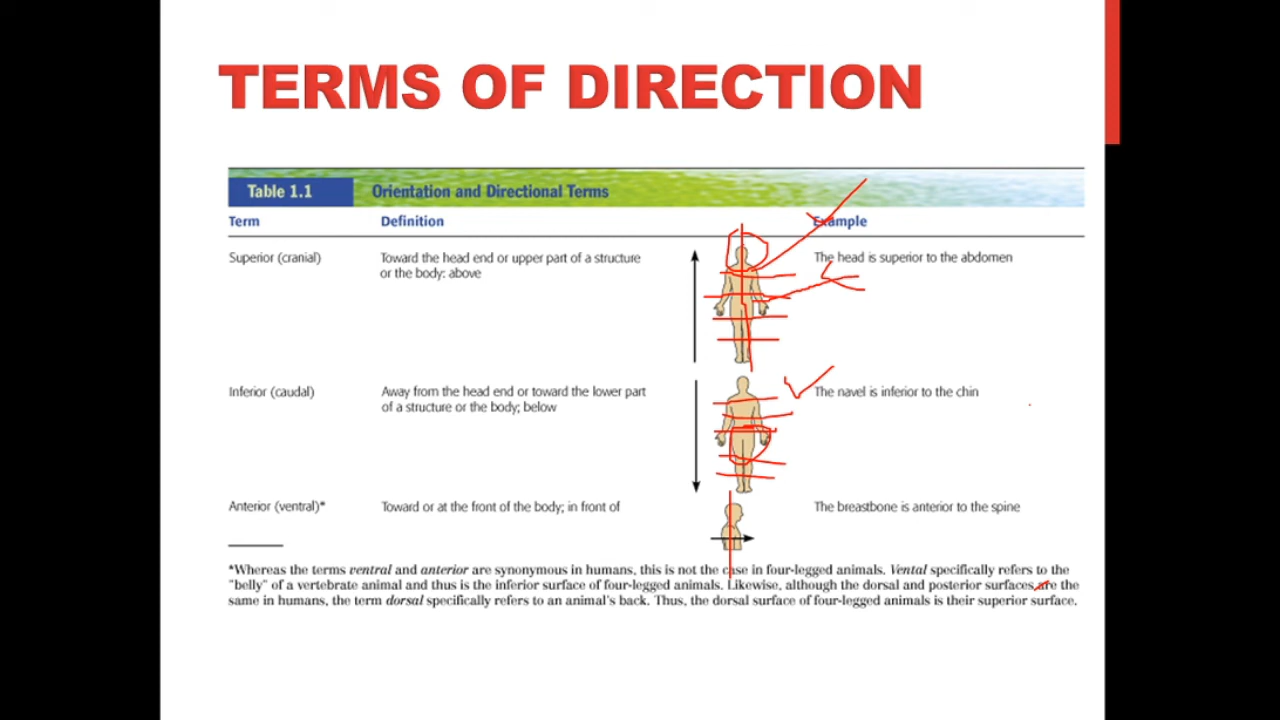 TERMS OF DIRECTION
Table 1.1 Orientation and Directional Terms
Term Definition Example
Superior (cranial) Toward the head end or upper part of a structure The head is superior to the abdomen
or the body: above
Inferior (caudal) Away from the head end or toward the lower part The navel is inferior to the chin
of a structure or the body; below
Anterior (ventral)* Toward or at the front of the body; in front of The breastbone is anterior to the spine
*Whereas the terms ventral and anterior are synonymous in humans, this is not the case in four-legged animals. Vental specifically refers to the
"belly" of a vertebrate animal and thus is the inferior surface of four-legged animals. Likewise, although the dorsal and posterior surfaces are the
same in humans, the term dorsal specifically refers to an animal's back. Thus, the dorsal surface of four-legged animals is their superior surface.